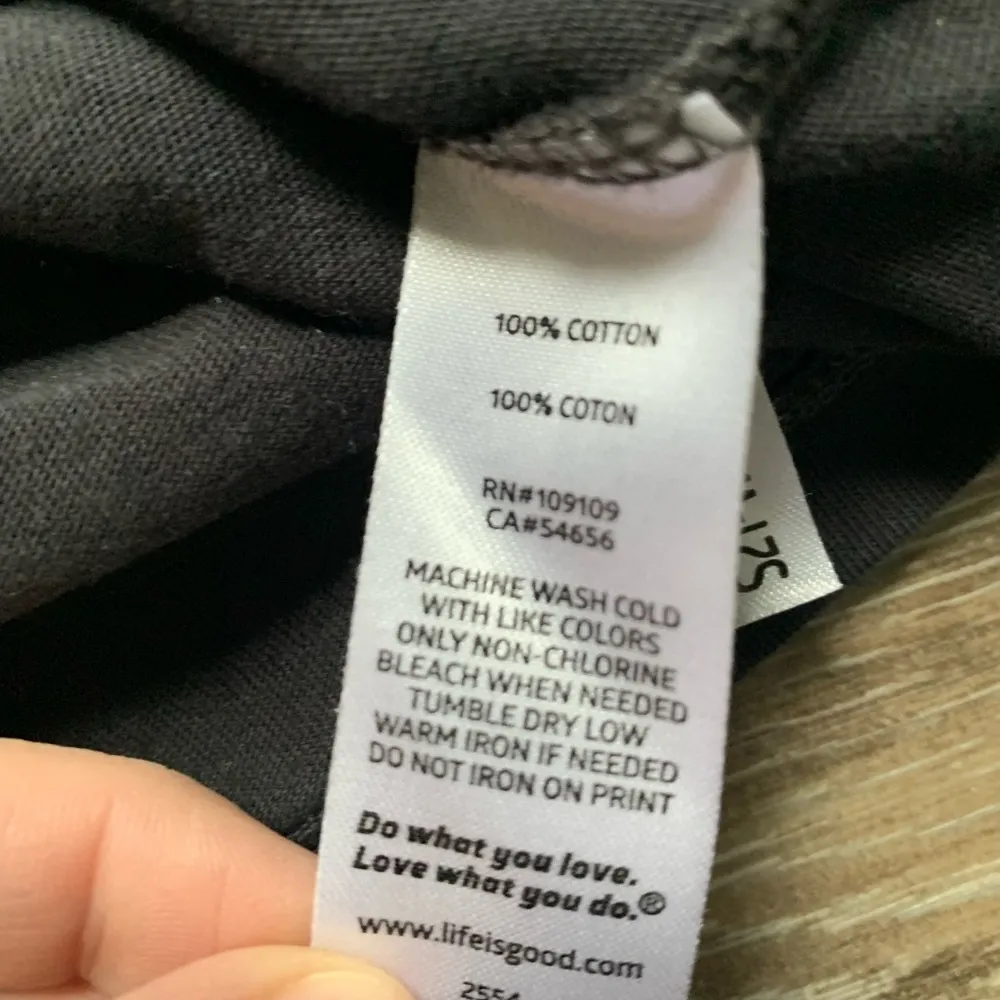 100% COTTON
100% COTON
RN#109109
CA#54656
MACHINE WASH COLD
WITH LIKE COLORS
ONLY NON-CHLORINE
BLEACH WHEN NEEDED
TUMBLE DRY LOW
WARM IRON IF NEEDED
DO NOT IRON ON PRINT
Do what you love.
Love what you do.®
www.lifeisgood.com